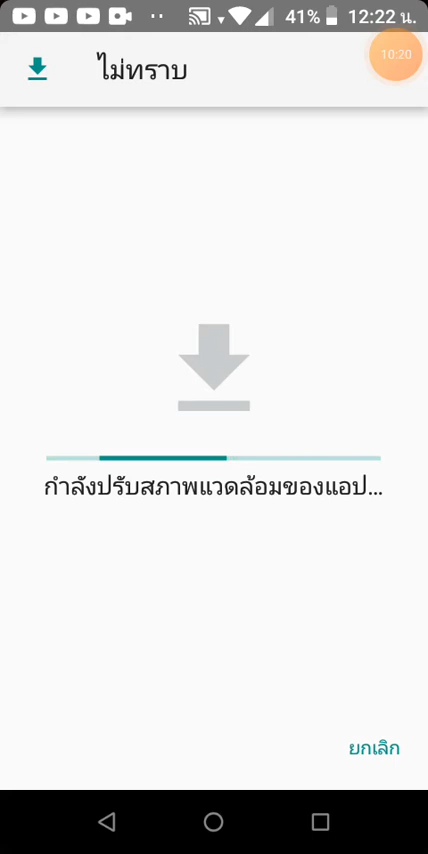 41% 12:22 น.
ไม่ทราบ
10:20
กำลังปรับสภาพแวดล้อมของแอป...
ยกเลิก